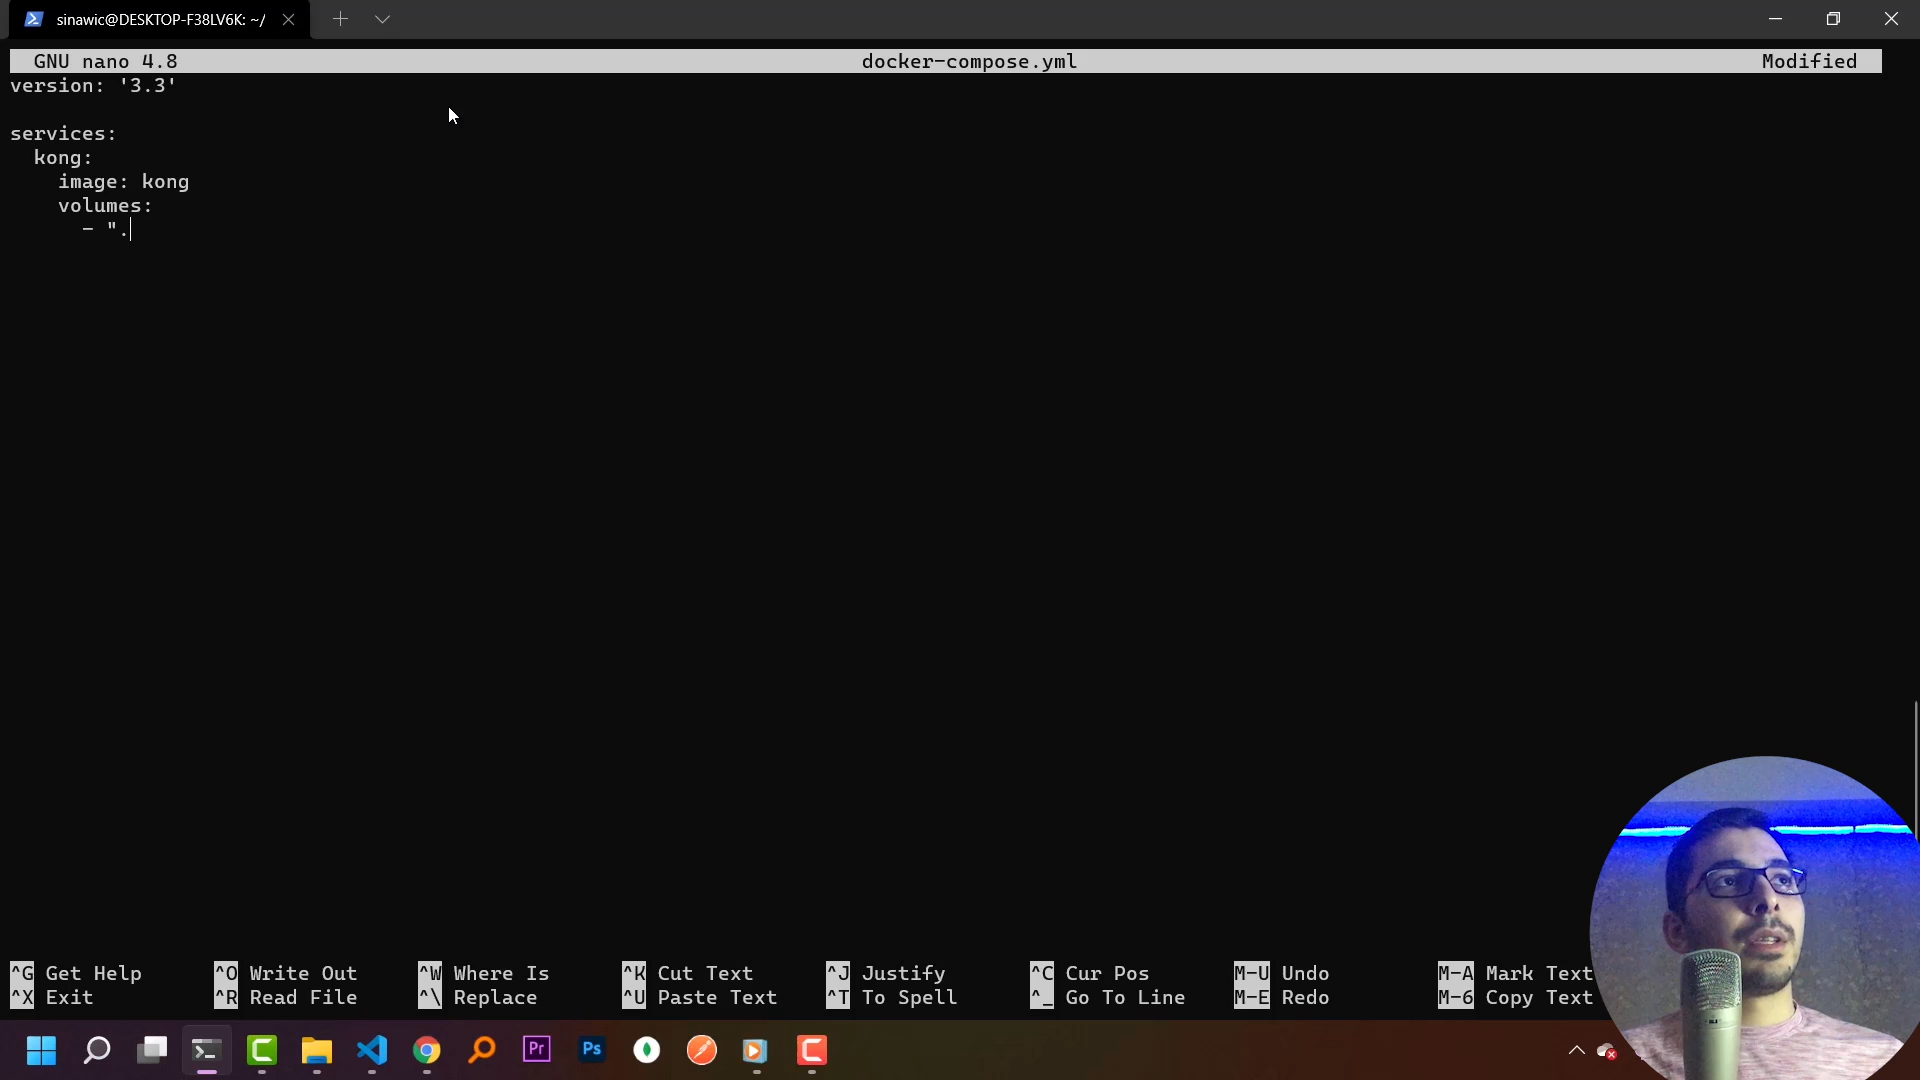 sinawic@DESKTOP-F38LV6K: ~/
GNU nano 4.8 docker-compose.yml Modified
version: '3.3'
services:
kong:
image: kong
volumes:
- ".
^G Get Help ^O Write Out ^W Where Is ^K Cut Text ^J Justify ^C Cur Pos M-U Undo M-A Mark Text
^X Exit ^R Read File ^\ Replace ^U Paste Text ^T To Spell ^_ Go To Line M-E Redo M-6 Copy Text
Pr
Ps